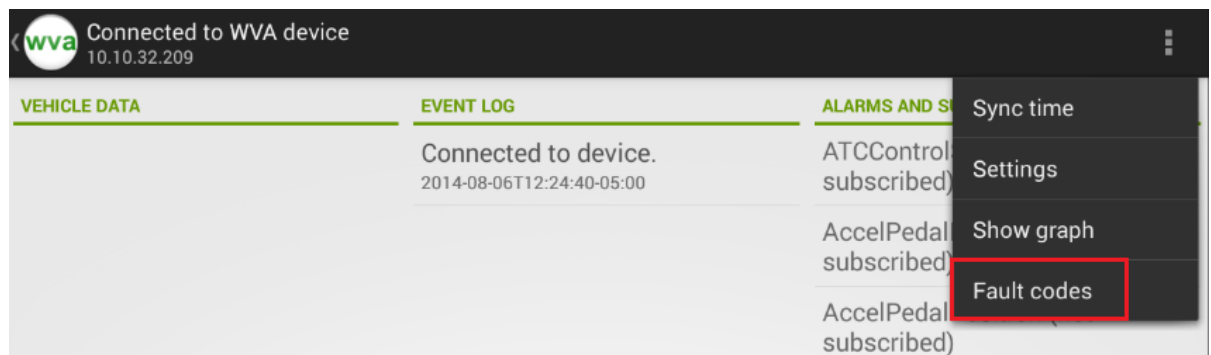 wva
Connected to WVA device
10.10.32.209
VEHICLE DATA
EVENT LOG
Connected to device.
2014-08-06T12:24:40-05:00
ALARMS AND
ATCControl
subscribed)
AccelPedal
subscribed)
AccelPedal
subscribed)
Sync time
Settings
Show graph
Fault codes